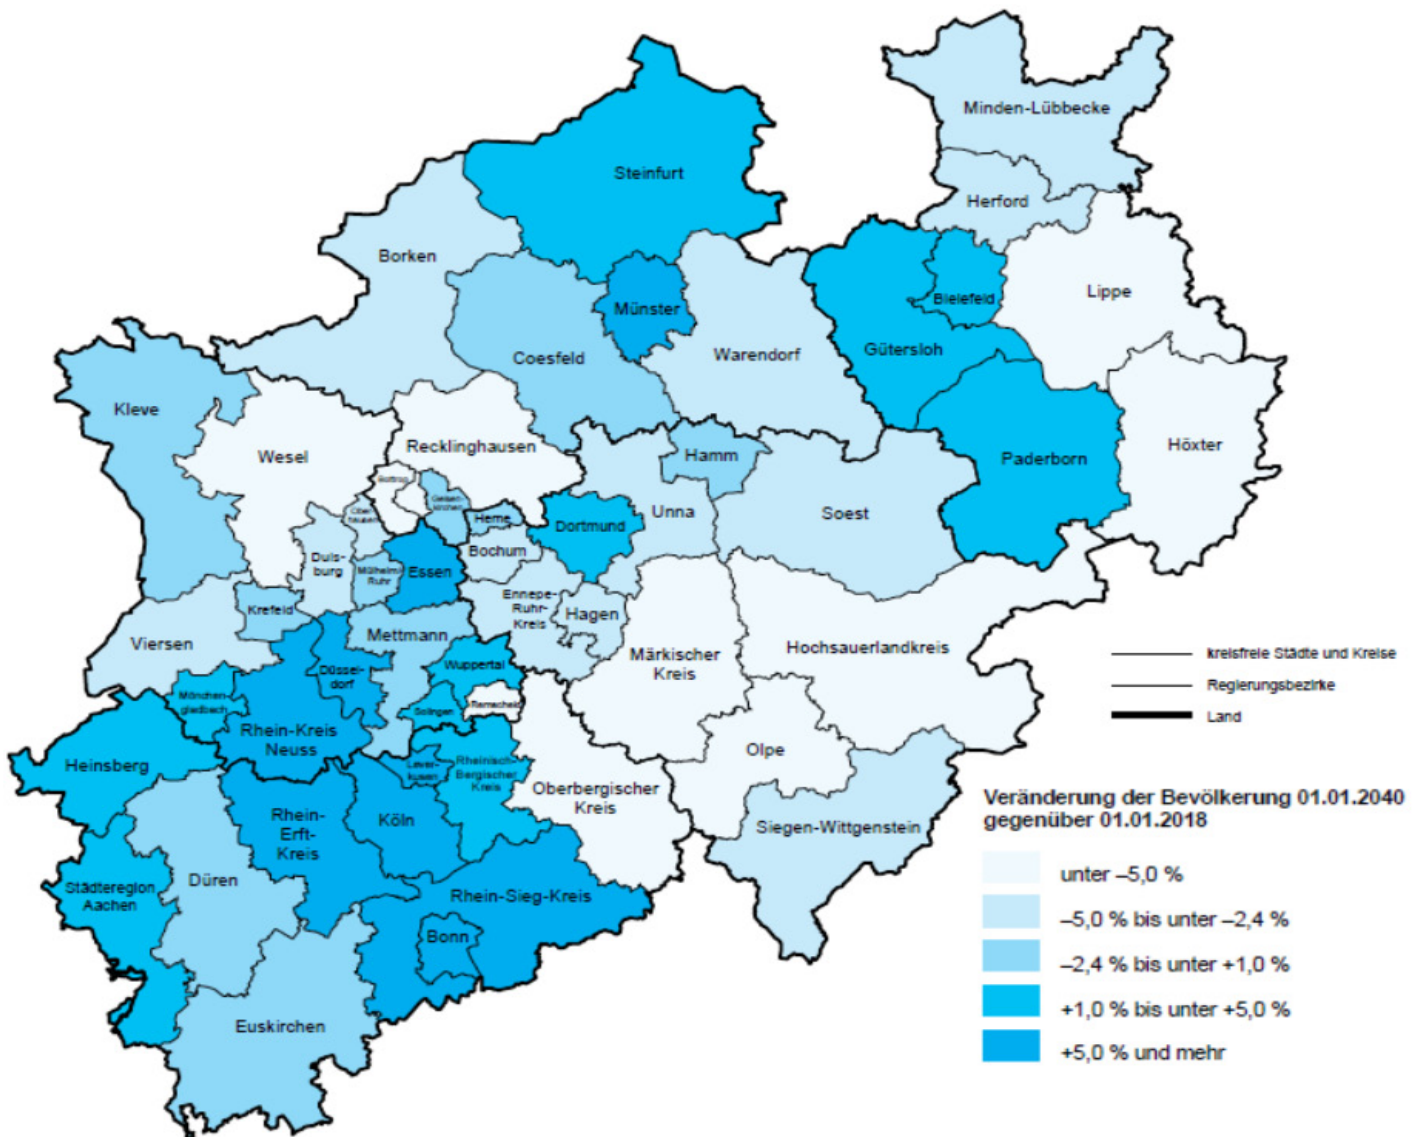 Minden-Lübbecke
Steinfurt
Herford
Borken
Lippe
Bielefeld
Münster
Gütersloh
Warendorf
Coesfeld
Kleve
Höxter
Recklinghausen
Wesel
Hamm
Paderborn
Bottrop
Gelsen-
kirchen
Ober-
hausen
Herne
Dortmund
Unna
Soest
Bochum
Duis-
burg
Mülheim/
Ruhr
Essen
Ennepe-
Ruhr-
Kreis
Hagen
Krefeld
Mettmann
Viersen
Märkischer
Kreis
Hochsauerlandkreis
Wuppertal
Düssel-
dorf
Mönchen-
gladbach
Solingen
Remscheid
Rhein-Kreis
Neuss
Olpe
Heinsberg
Lever-
kusen
Rheinisch-
Bergischer
Kreis
Oberbergischer
Kreis
Rhein-
Erft-
Kreis
Köln
Siegen-Wittgenstein
Düren
Städteregion
Aachen
Rhein-Sieg-Kreis
Bonn
Euskirchen
kreisfreie Städte und Kreise
Regierungsbezirke
Land
Veränderung der Bevölkerung 01.01.2040
gegenüber 01.01.2018
unter –5,0 %
–5,0 % bis unter –2,4 %
–2,4 % bis unter +1,0 %
+1,0 % bis unter +5,0 %
+5,0 % und mehr